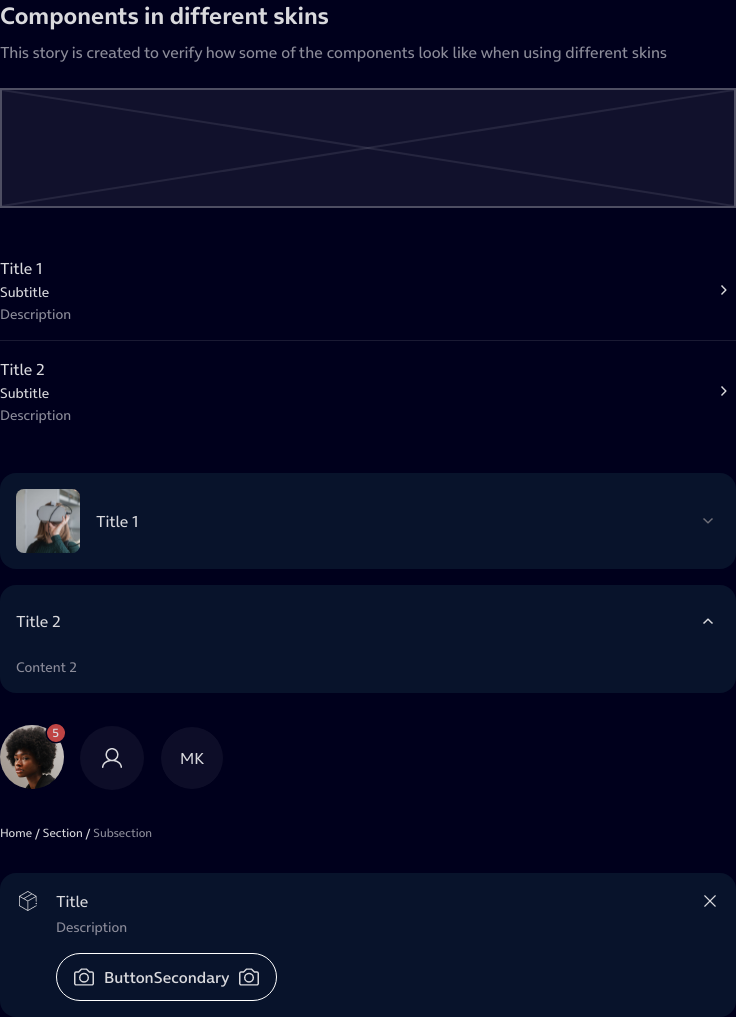 Components in different skins
This story is created to verify how some of the components look like when using different skins
Title 1
Subtitle
Description
Title 2
Subtitle
Description
Title 1
Title 2
Content 2
5
MK
Home / Section / Subsection
Title
Description
ButtonSecondary